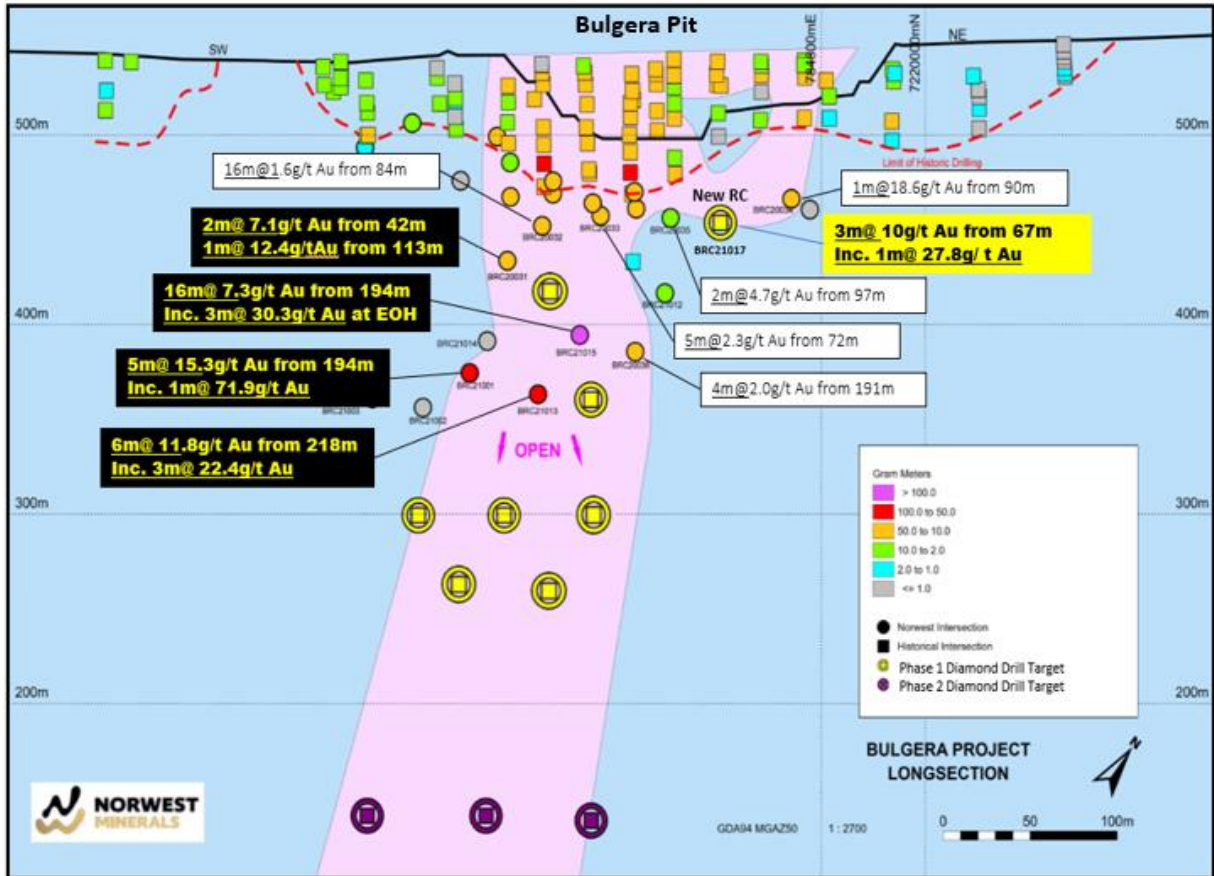 Bulgera Pit
SW
784800mE
7220000mN
NE
500m
500m
Limit of Historic Drilling
16m@1.6g/t Au from 84m
New RC
1m@18.6g/t Au from 90m
2m@ 7.1g/t Au from 42m
1m@ 12.4g/tAu from 113m
BRC20032
BRC20033
BRC20035
BRC21017
3m@ 10g/t Au from 67m
Inc. 1m@ 27.8g/ t Au
BRC20031
16m@ 7.3g/t Au from 194m
Inc. 3m@ 30.3g/t Au at EOH
2m@4.7g/t Au from 97m
BRC21012
400m
400m
5m@2.3g/t Au from 72m
BRC21014
BRC21015
5m@ 15.3g/t Au from 194m
Inc. 1m@ 71.9g/t Au
BRC21001
4m@2.0g/t Au from 191m
BRC21013
6m@ 11.8g/t Au from 218m
Inc. 3m@ 22.4g/t Au
OPEN
300m
300m
Gram Meters
> 100.0
100.0 to 50.0
50.0 to 10.0
10.0 to 2.0
2.0 to 1.0
<= 1.0
Norwest Intersection
Historical Intersection
Phase 1 Diamond Drill Target
Phase 2 Diamond Drill Target
200m
200m
BULGERA PROJECT
LONGSECTION
N
NORWEST
MINERALS
GDA94 MGAZ50
1 : 2700
0
50
100m